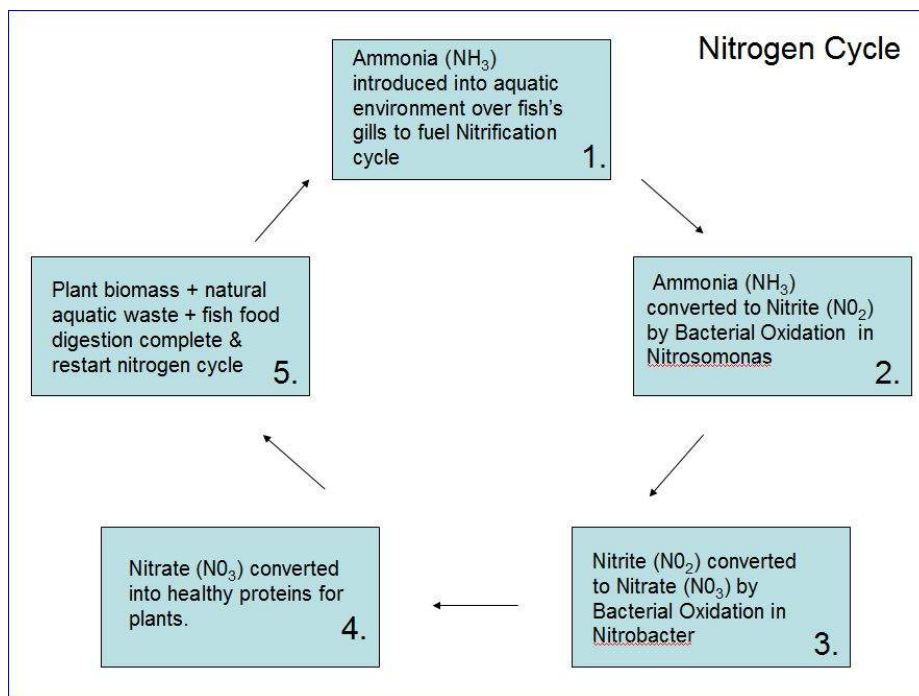 Nitrogen Cycle
Ammonia (NH₃)
introduced into aquatic
environment over fish's
gills to fuel Nitrification
cycle
1.
Ammonia (NH₃)
converted to Nitrite (N0₂)
by Bacterial Oxidation in
Nitrosomonas
2.
Nitrite (N0₂) converted
to Nitrate (N0₃) by
Bacterial Oxidation in
Nitrobacter
3.
Nitrate (N0₃) converted
into healthy proteins for
plants.
4.
Plant biomass + natural
aquatic waste + fish food
digestion complete &
restart nitrogen cycle
5.